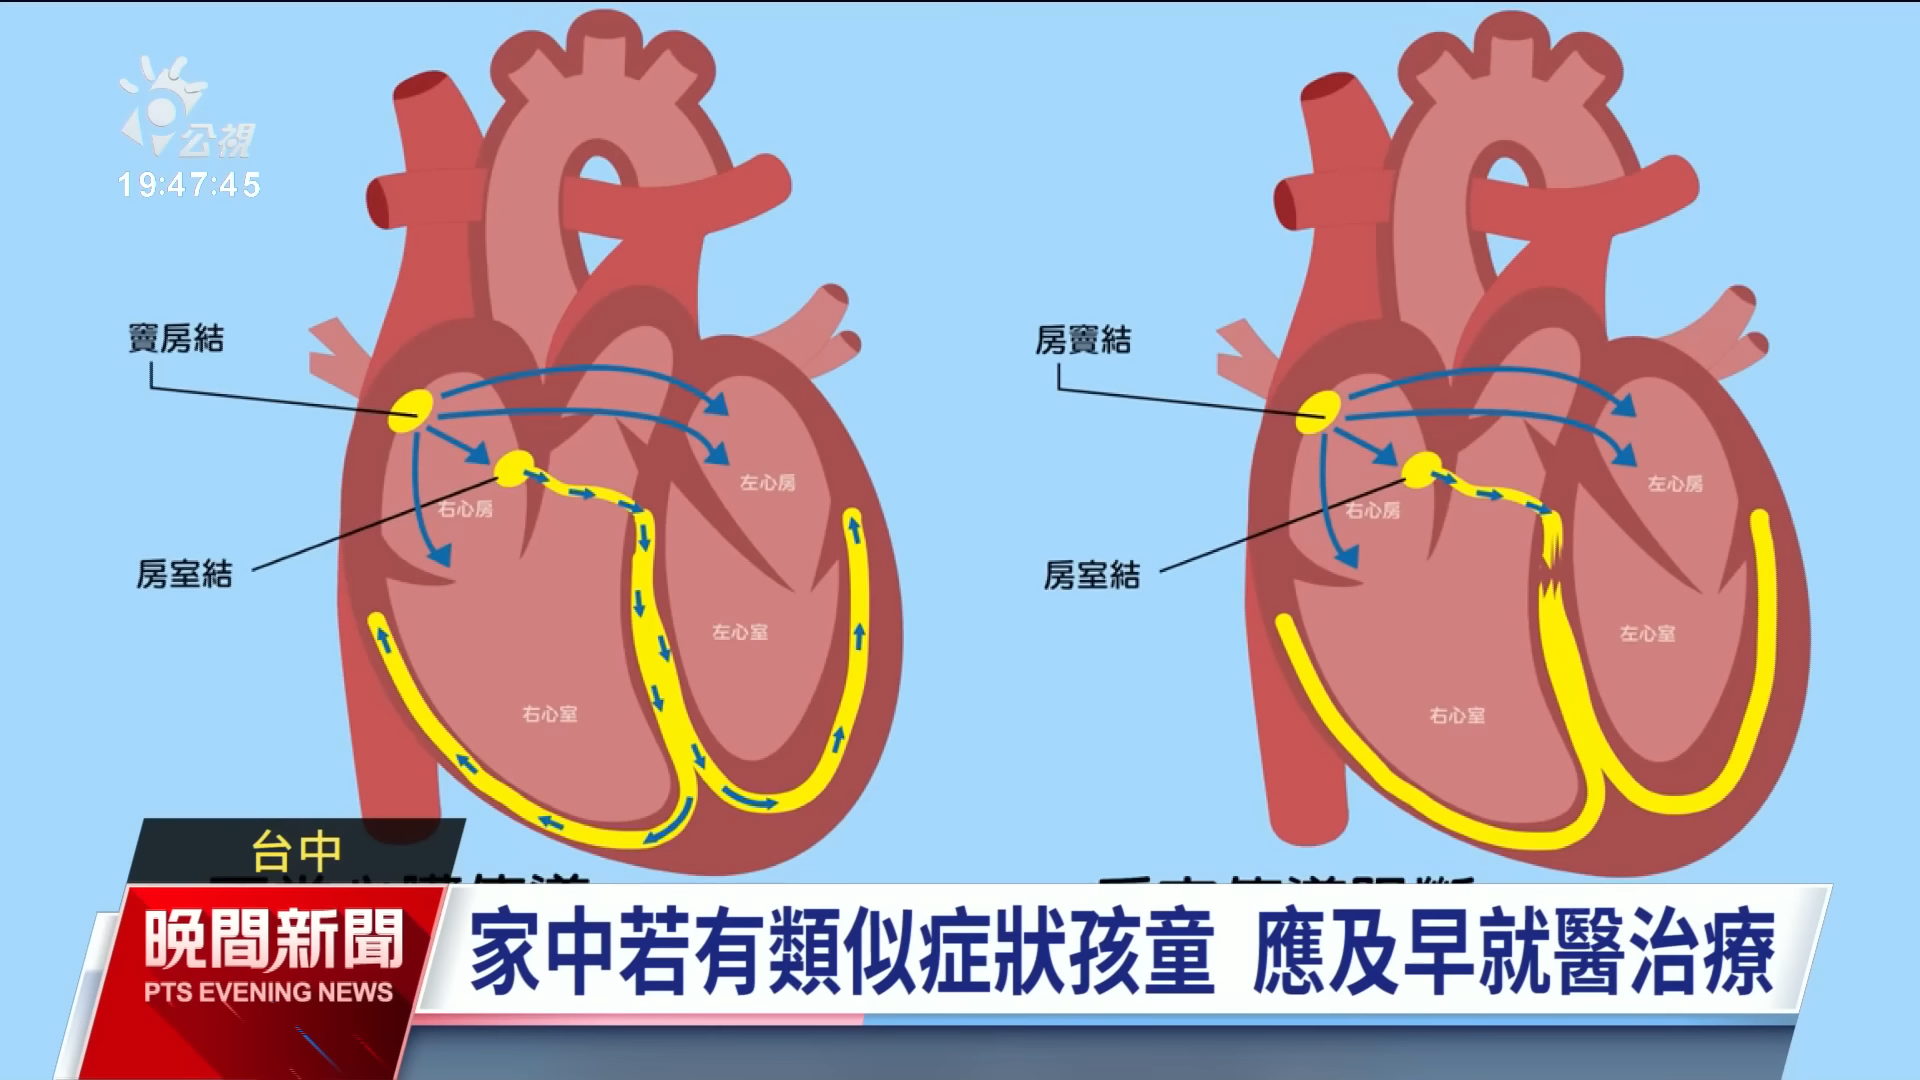 公視
19:47:45
竇房結
房室結
右心房
左心房
左心室
右心室
房竇結
房室結
右心房
左心房
左心室
右心室
台中
晚間新聞
PTS EVENING NEWS
家中若有類似症狀孩童 應及早就醫治療